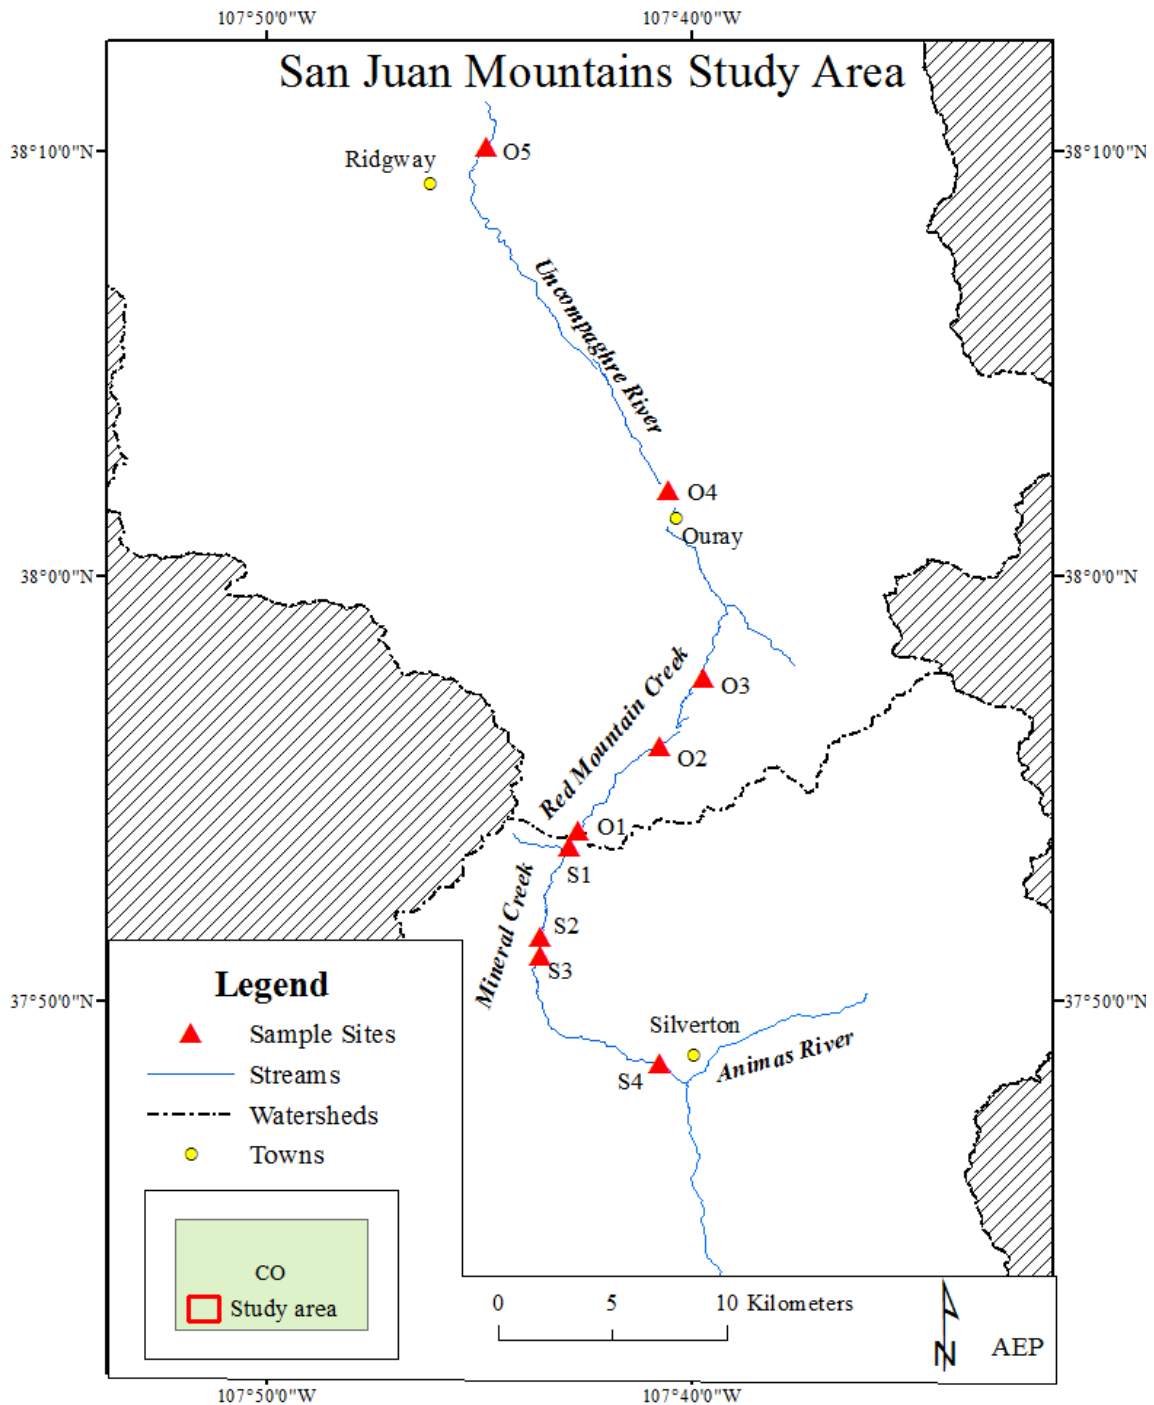 107°50'0"W 107°40'0"W
San Juan Mountains Study Area
38°10'0"N
38°10'0"N
Ridgway
O5
Uncompaghre River
O4
Ouray
38°0'0"N
38°0'0"N
Red Mountain Creek
O3
O2
O1
S1
Mineral Creek
S2
S3
37°50'0"N
37°50'0"N
Silverton
Animas River
S4
Legend
Sample Sites
Streams
Watersheds
Towns
CO
Study area
0 5 10 Kilometers
N
AEP
107°50'0"W 107°40'0"W